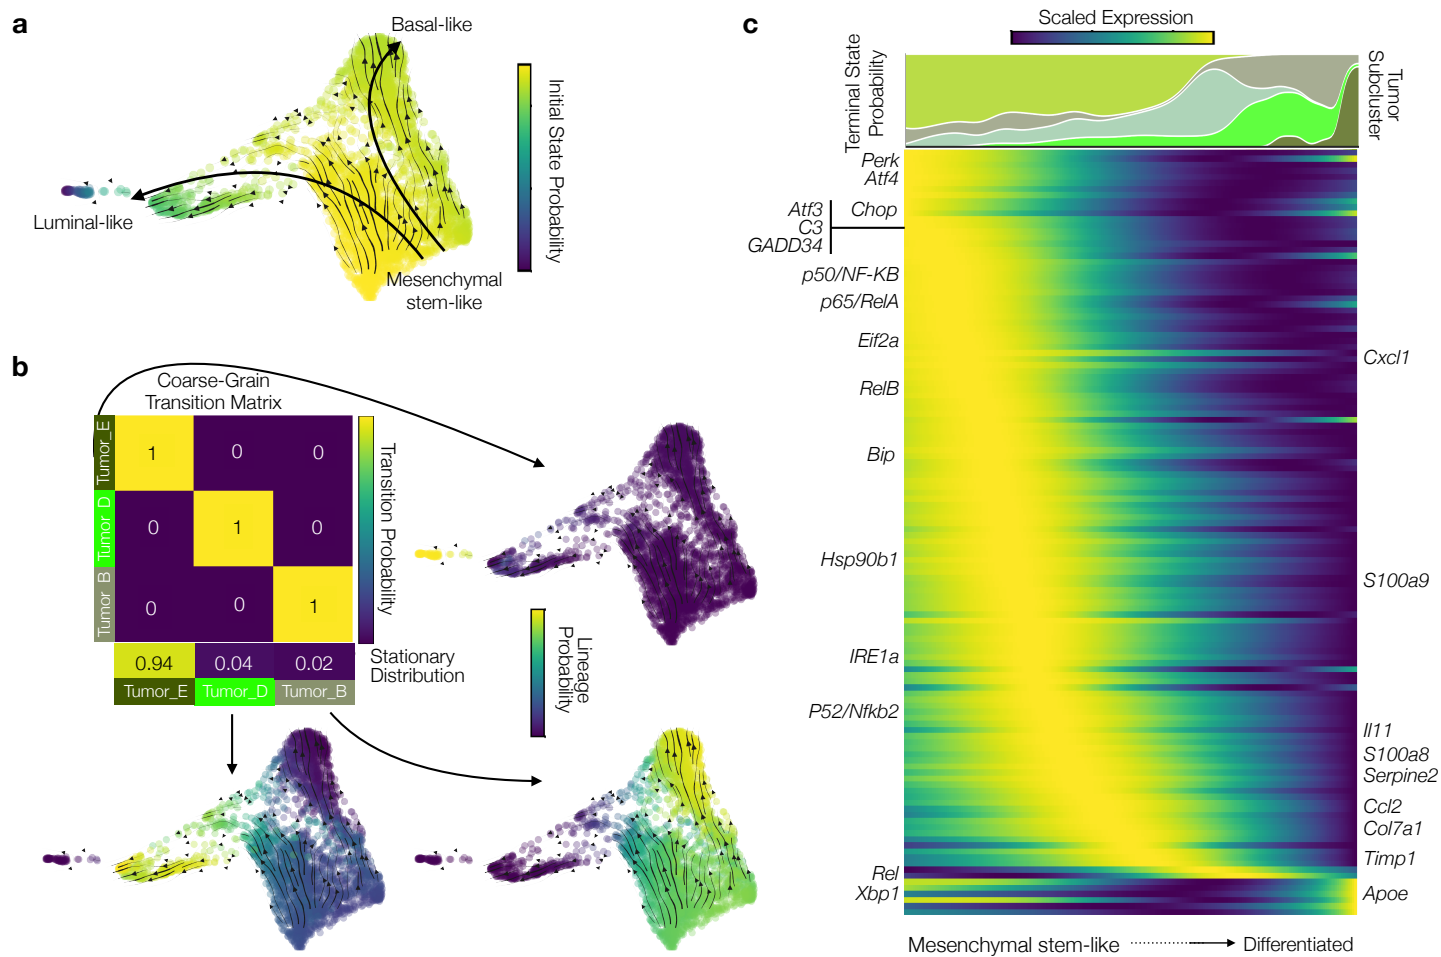 a
Basal-like
Luminal-like
Mesenchymal
stem-like
Initial State Probability
b
Coarse-Grain
Transition Matrix
Tumor_E
1
0
0
Tumor_D
0
1
0
Tumor_B
0
0
1
Transition Probability
0.94
0.04
0.02
Stationary
Distribution
Tumor_E
Tumor_D
Tumor_B
Lineage
Probability
c
Scaled Expression
Terminal State
Probability
Tumor
Subcluster
Perk
Atf4
Atf3
Chop
C3
GADD34
p50/NF-KB
p65/RelA
Eif2a
Cxcl1
RelB
Bip
Hsp90b1
S100a9
IRE1a
P52/Nfkb2
Il11
S100a8
Serpine2
Ccl2
Col7a1
Timp1
Rel
Xbp1
Apoe
Mesenchymal stem-like
Differentiated